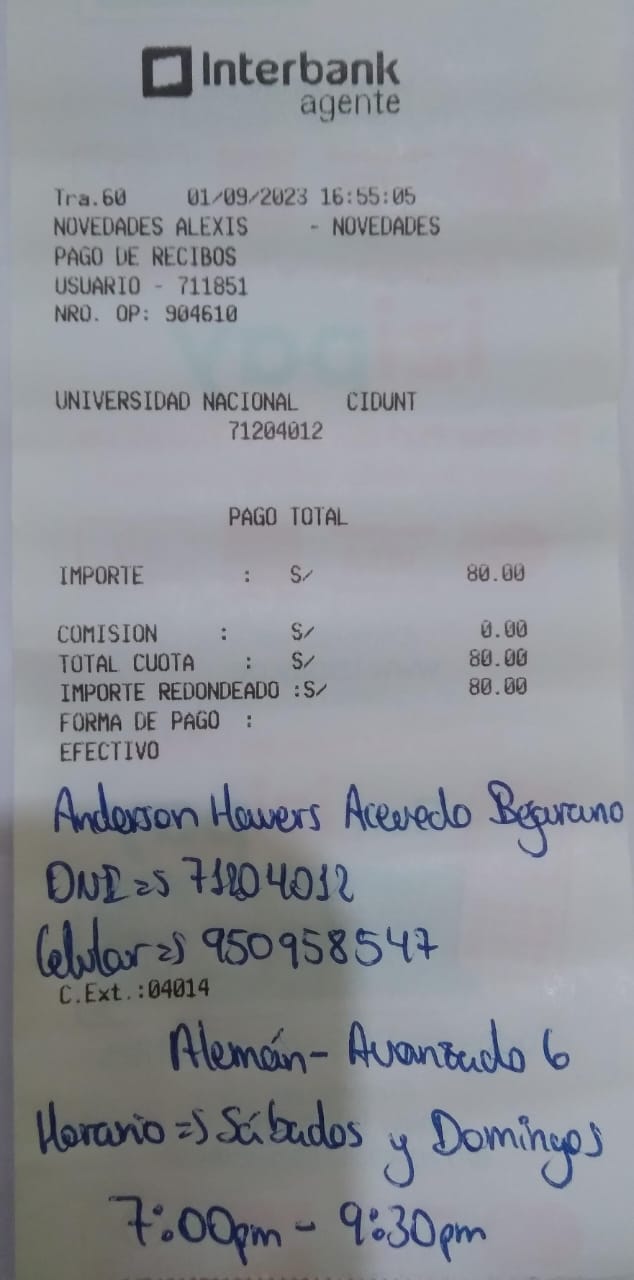 Interbank
agente
Tra.60 01/09/2023 16:55:05
NOVEDADES ALEXIS - NOVEDADES
PAGO DE RECIBOS
USUARIO - 711851
NRO. OP: 904610
UNIVERSIDAD NACIONAL CIDUNT
71204012
PAGO TOTAL
IMPORTE : S/ 80.00
COMISION : S/ 0.00
TOTAL CUOTA : S/ 80.00
IMPORTE REDONDEADO :S/ 80.00
FORMA DE PAGO :
EFECTIVO
Anderson Howers Acevedo Bejarano
DNI => 71204012
Celular => 950958547
C.Ext.:04014
Alemán - Avanzado 6
Horario => Sábados y Domingos
7:00pm - 9:30pm